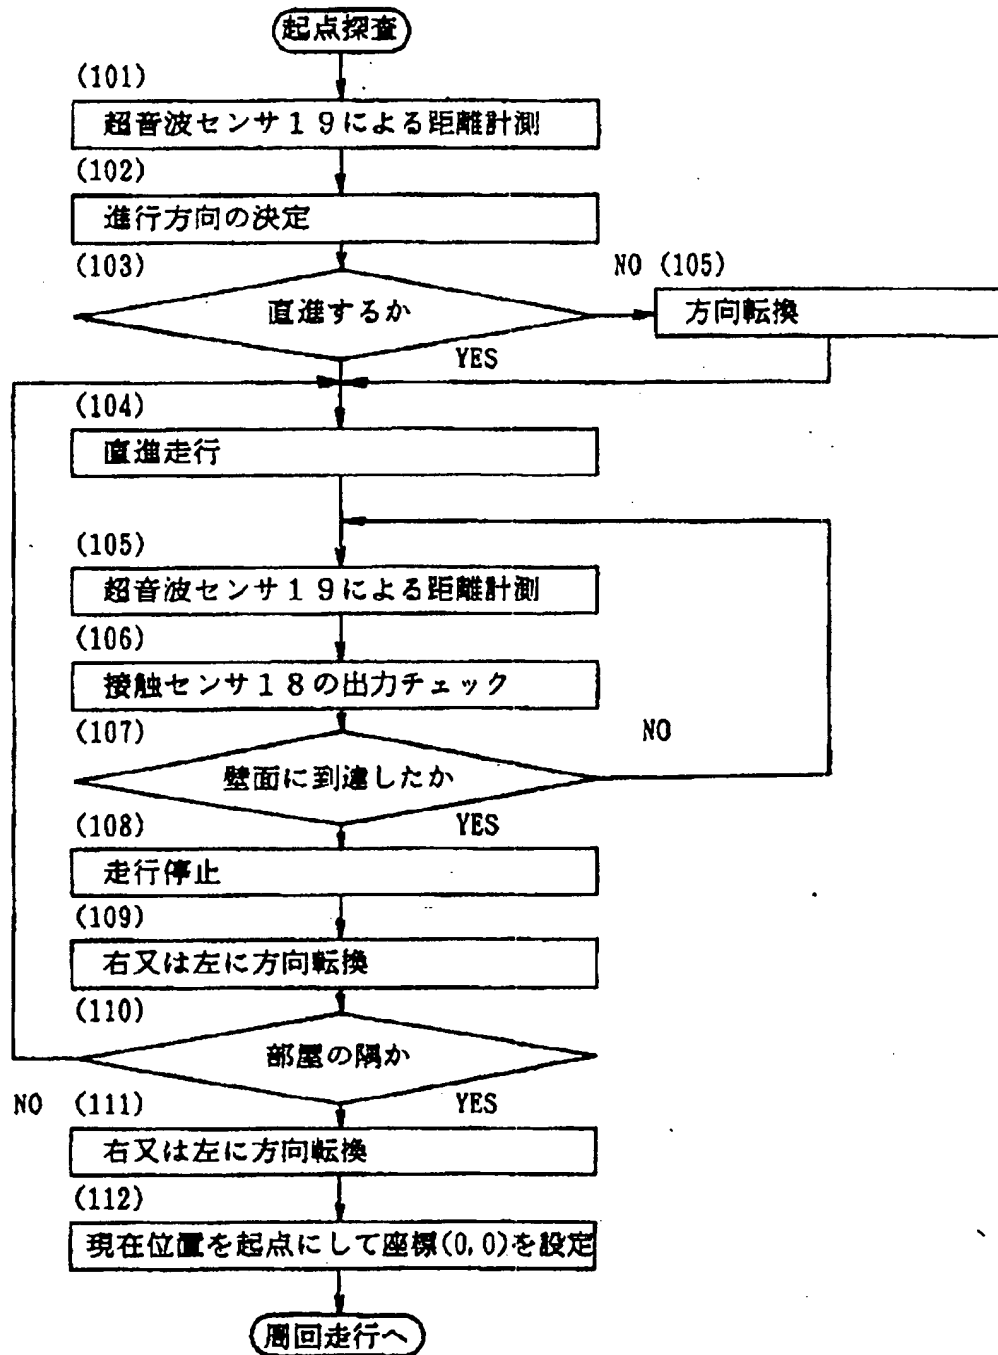 起点探査
(101)
超音波センサ19による距離計測
(102)
進行方向の決定
(103)
直進するか
NO (105)
方向転換
YES
(104)
直進走行
(105)
超音波センサ19による距離計測
(106)
接触センサ18の出力チェック
(107)
NO
壁面に到達したか
(108)
YES
走行停止
(109)
右又は左に方向転換
(110)
部屋の隅か
NO
(111)
YES
右又は左に方向転換
(112)
現在位置を起点にして座標(0,0)を設定
周回走行へ